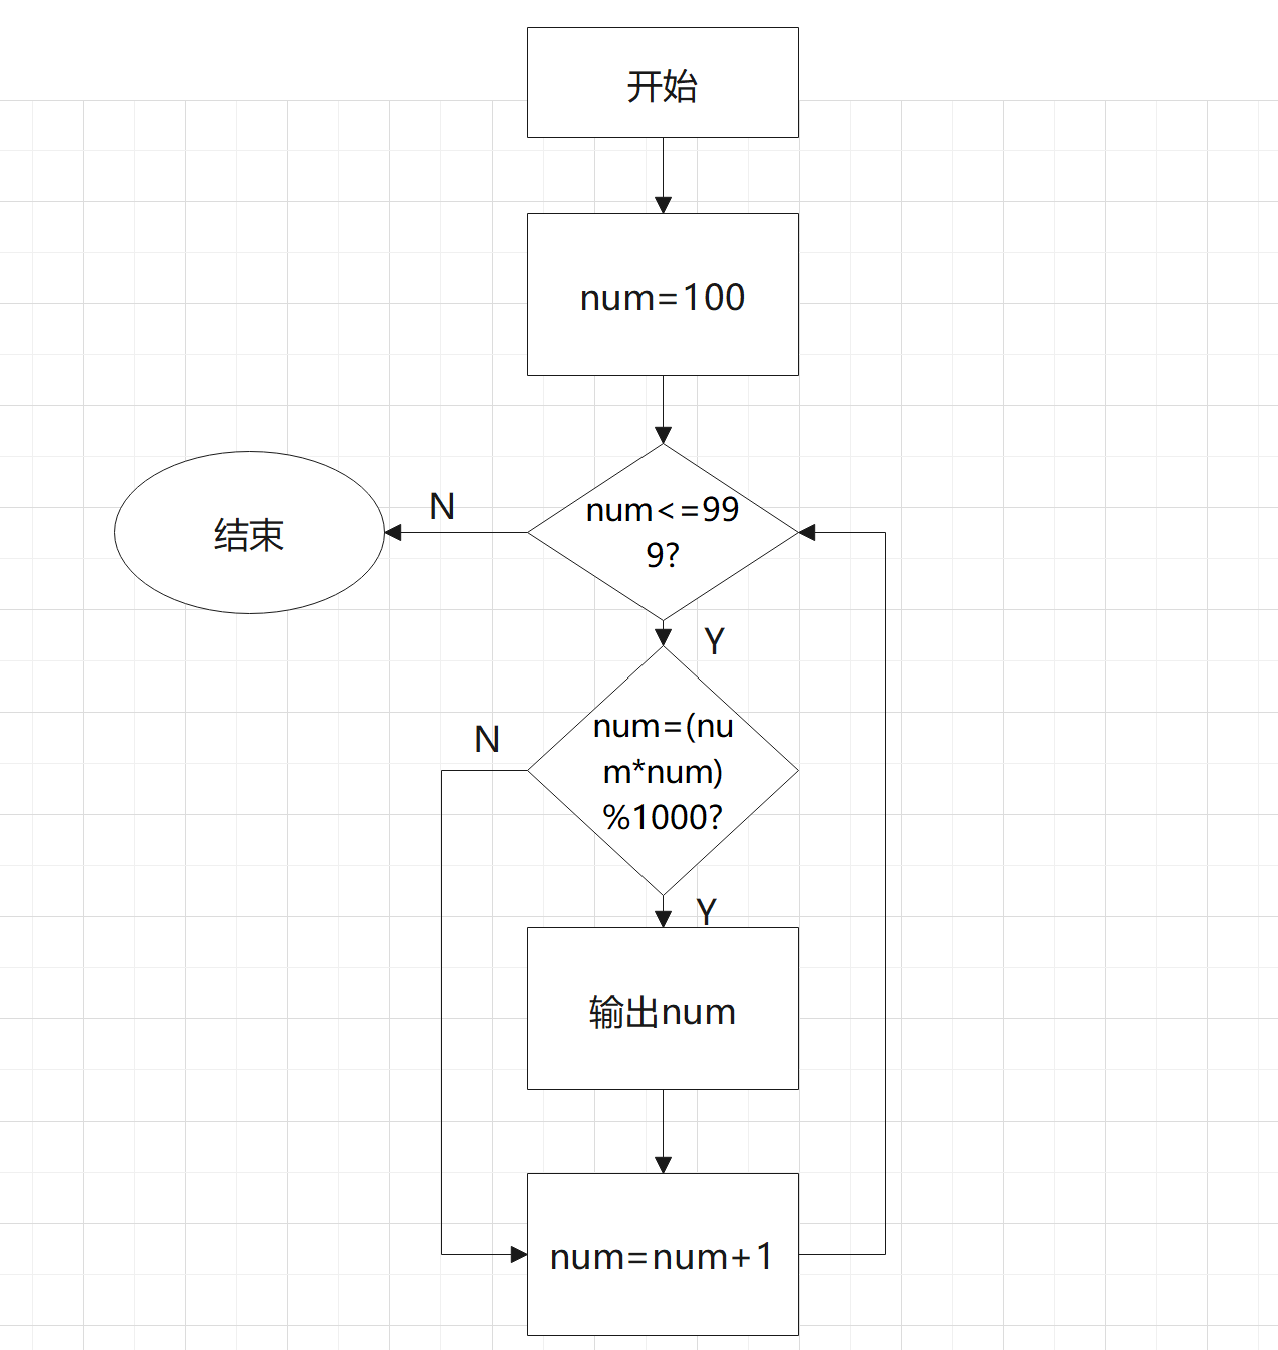 开始
num=100
num<=99
9?
N
结束
Y
num=(nu
m*num)
%1000?
N
Y
输出num
num=num+1